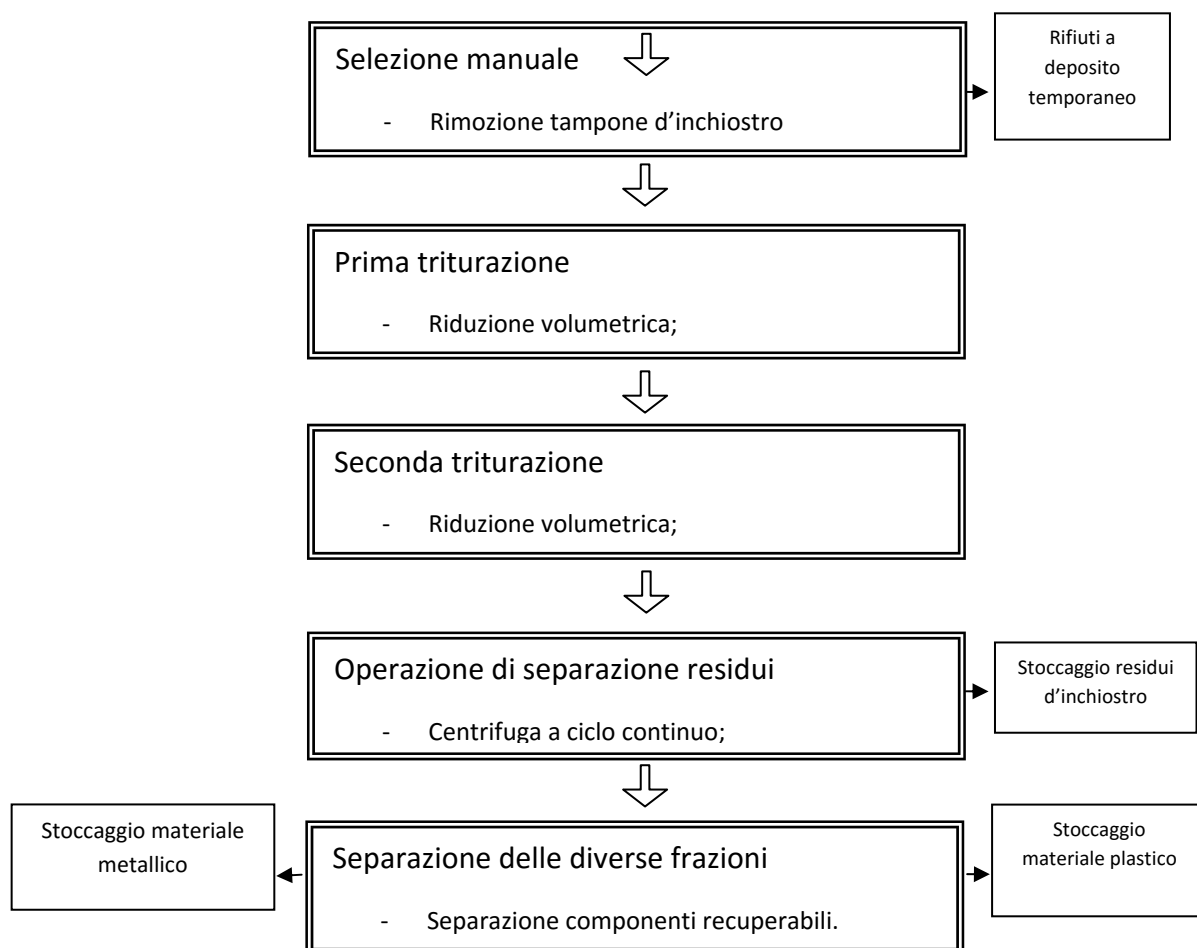 Selezione manuale
- Rimozione tampone d’inchiostro
Rifiuti a
deposito
temporaneo
Prima triturazione
- Riduzione volumetrica;
Seconda triturazione
- Riduzione volumetrica;
Operazione di separazione residui
- Centrifuga a ciclo continuo;
Stoccaggio residui
d’inchiostro
Stoccaggio materiale
metallico
Separazione delle diverse frazioni
- Separazione componenti recuperabili.
Stoccaggio
materiale plastico